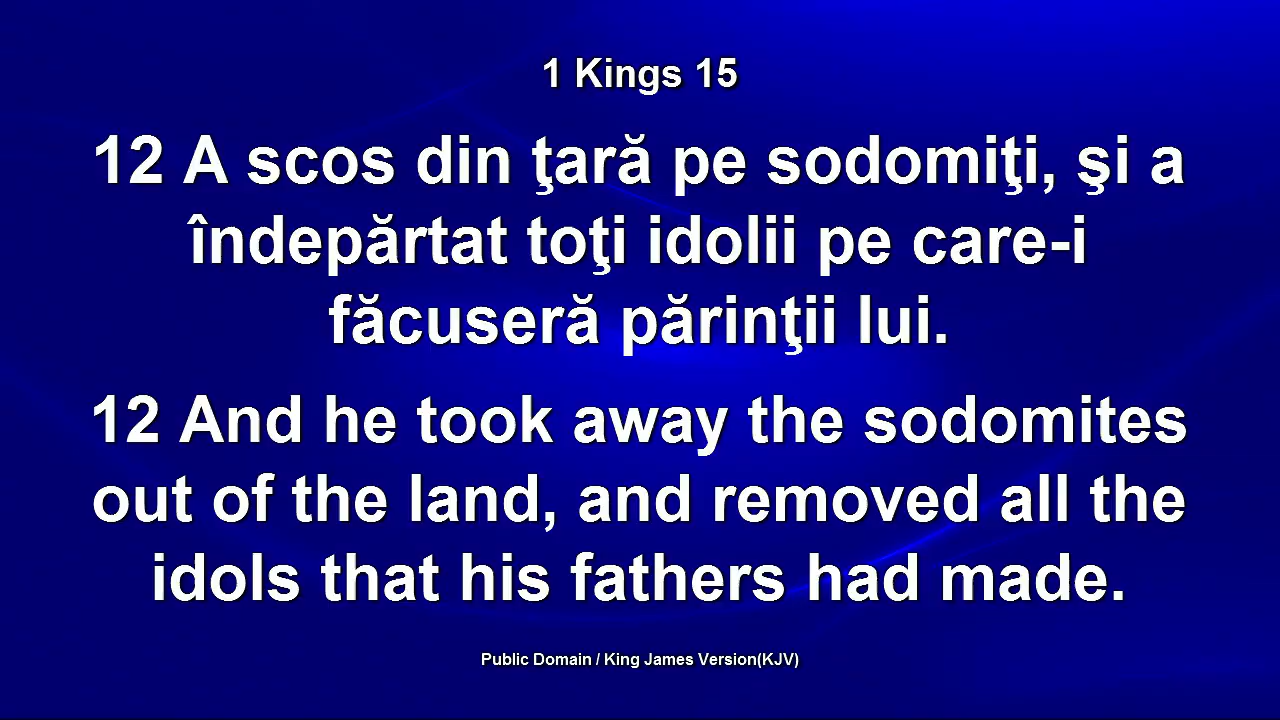 1 Kings 15
12 A scos din ţară pe sodomiţi, şi a
îndepărtat toţi idolii pe care-i
făcuseră părinţii lui.
12 And he took away the sodomites
out of the land, and removed all the
idols that his fathers had made.
Public Domain / King James Version(KJV)